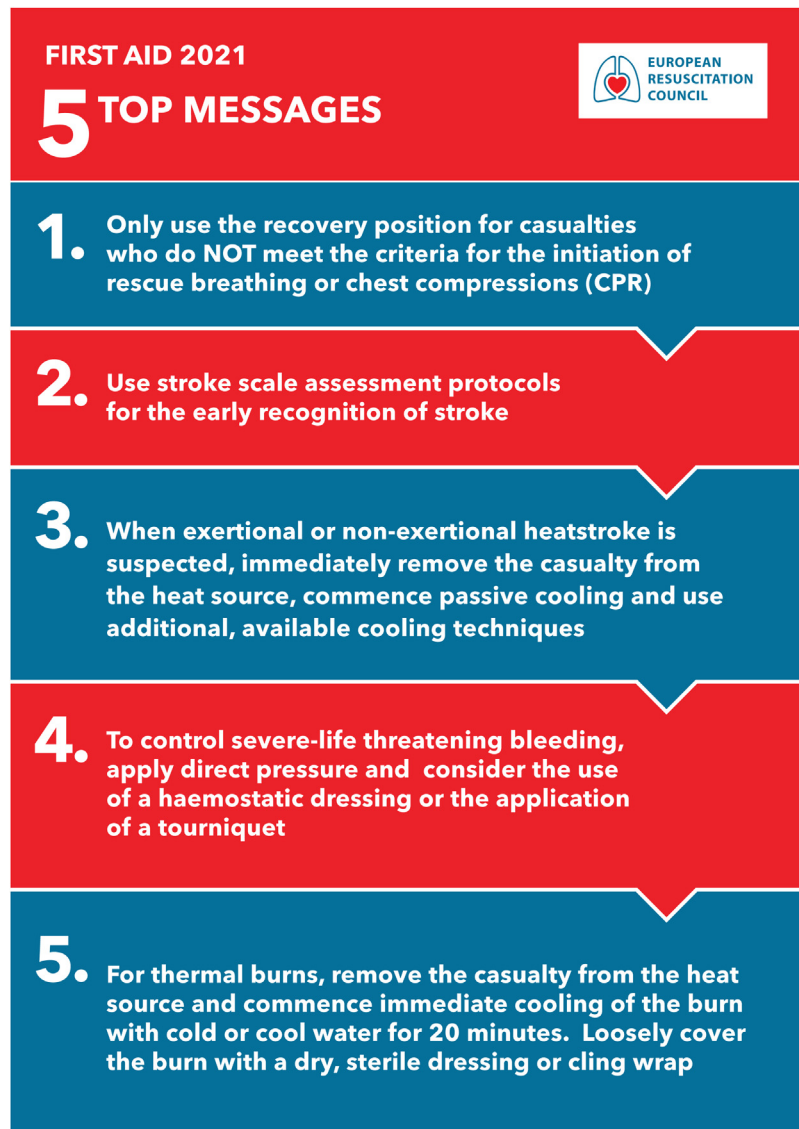 FIRST AID 2021
5 TOP MESSAGES
EUROPEAN
RESUSCITATION
COUNCIL
1. Only use the recovery position for casualties
who do NOT meet the criteria for the initiation of
rescue breathing or chest compressions (CPR)
2. Use stroke scale assessment protocols
for the early recognition of stroke
3. When exertional or non-exertional heatstroke is
suspected, immediately remove the casualty from
the heat source, commence passive cooling and use
additional, available cooling techniques
4. To control severe-life threatening bleeding,
apply direct pressure and  consider the use
of a haemostatic dressing or the application
of a tourniquet
5. For thermal burns, remove the casualty from the heat
source and commence immediate cooling of the burn
with cold or cool water for 20 minutes.  Loosely cover
the burn with a dry, sterile dressing or cling wrap